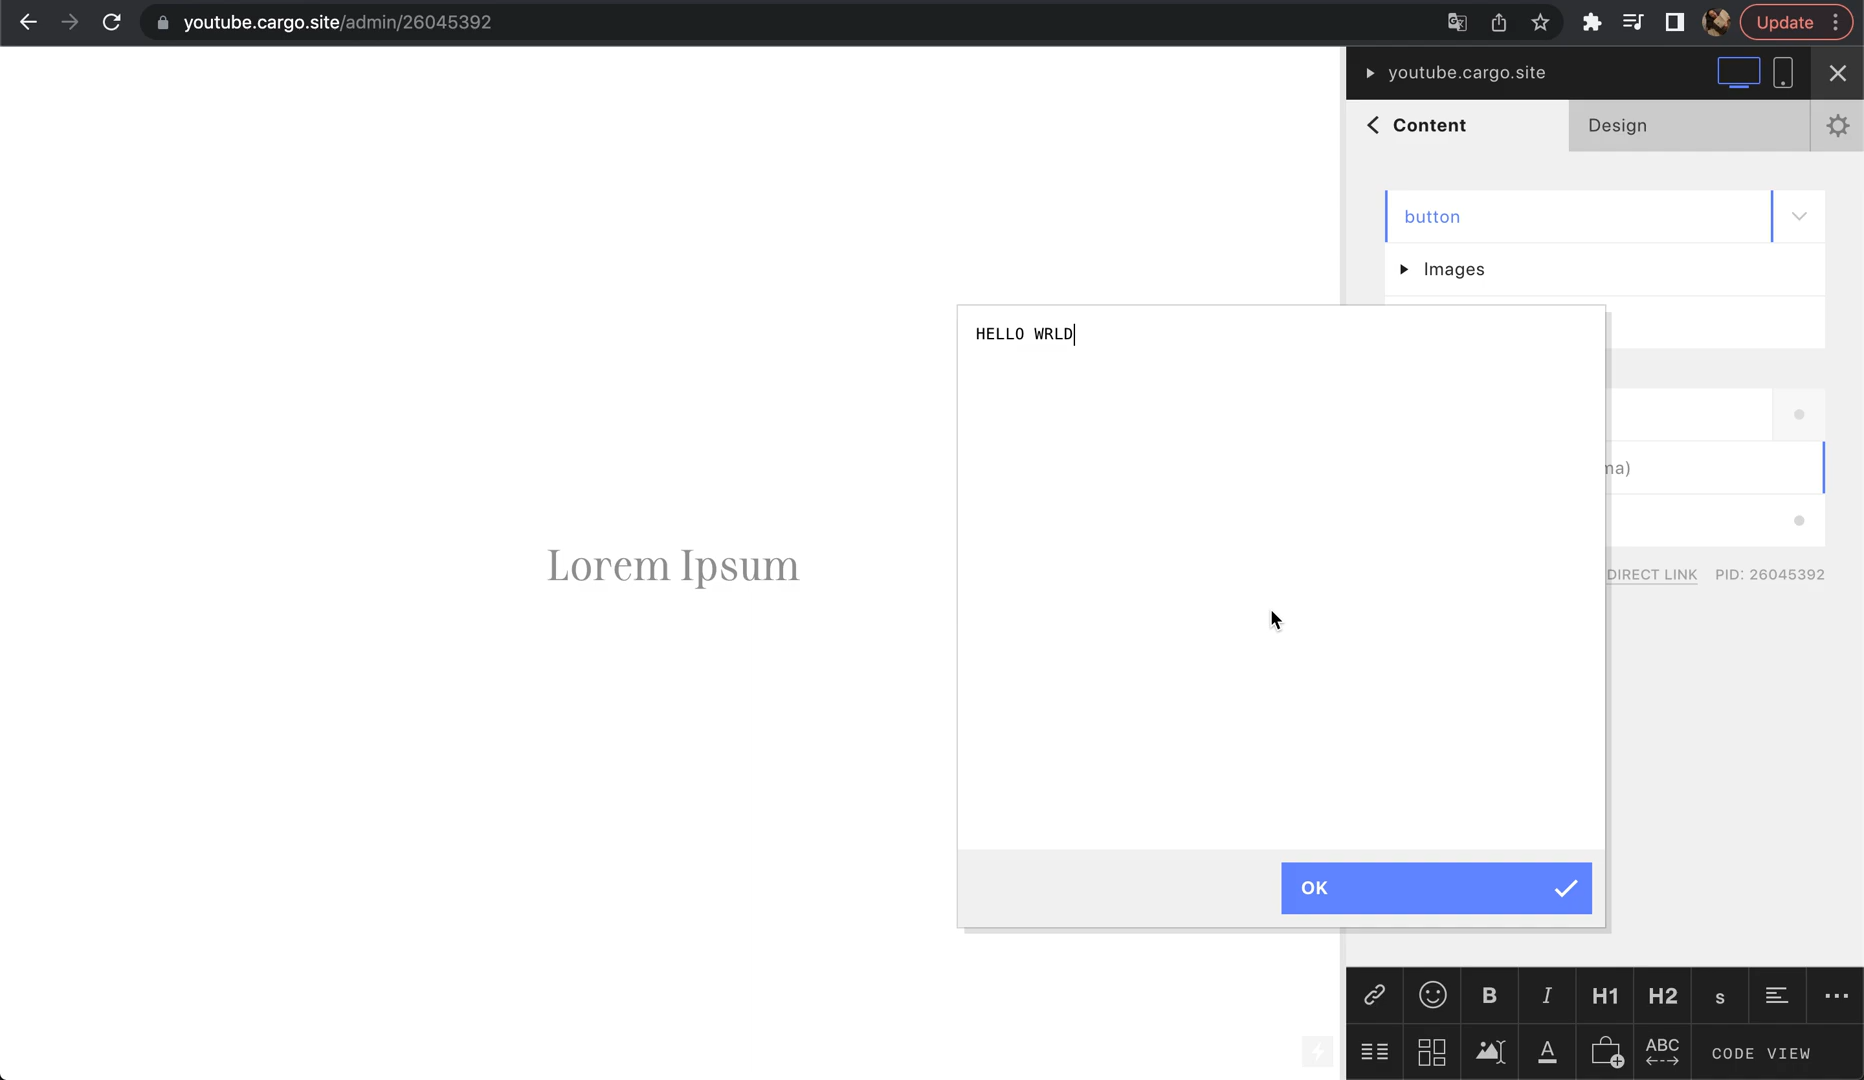 youtube.cargo.site/admin/26045392
Update
youtube.cargo.site
Content
Design
button
Images
HELLO WRLD
ma)
Lorem Ipsum
DIRECT LINK PID: 26045392
OK
B I H1 H2 s
A ABC CODE VIEW